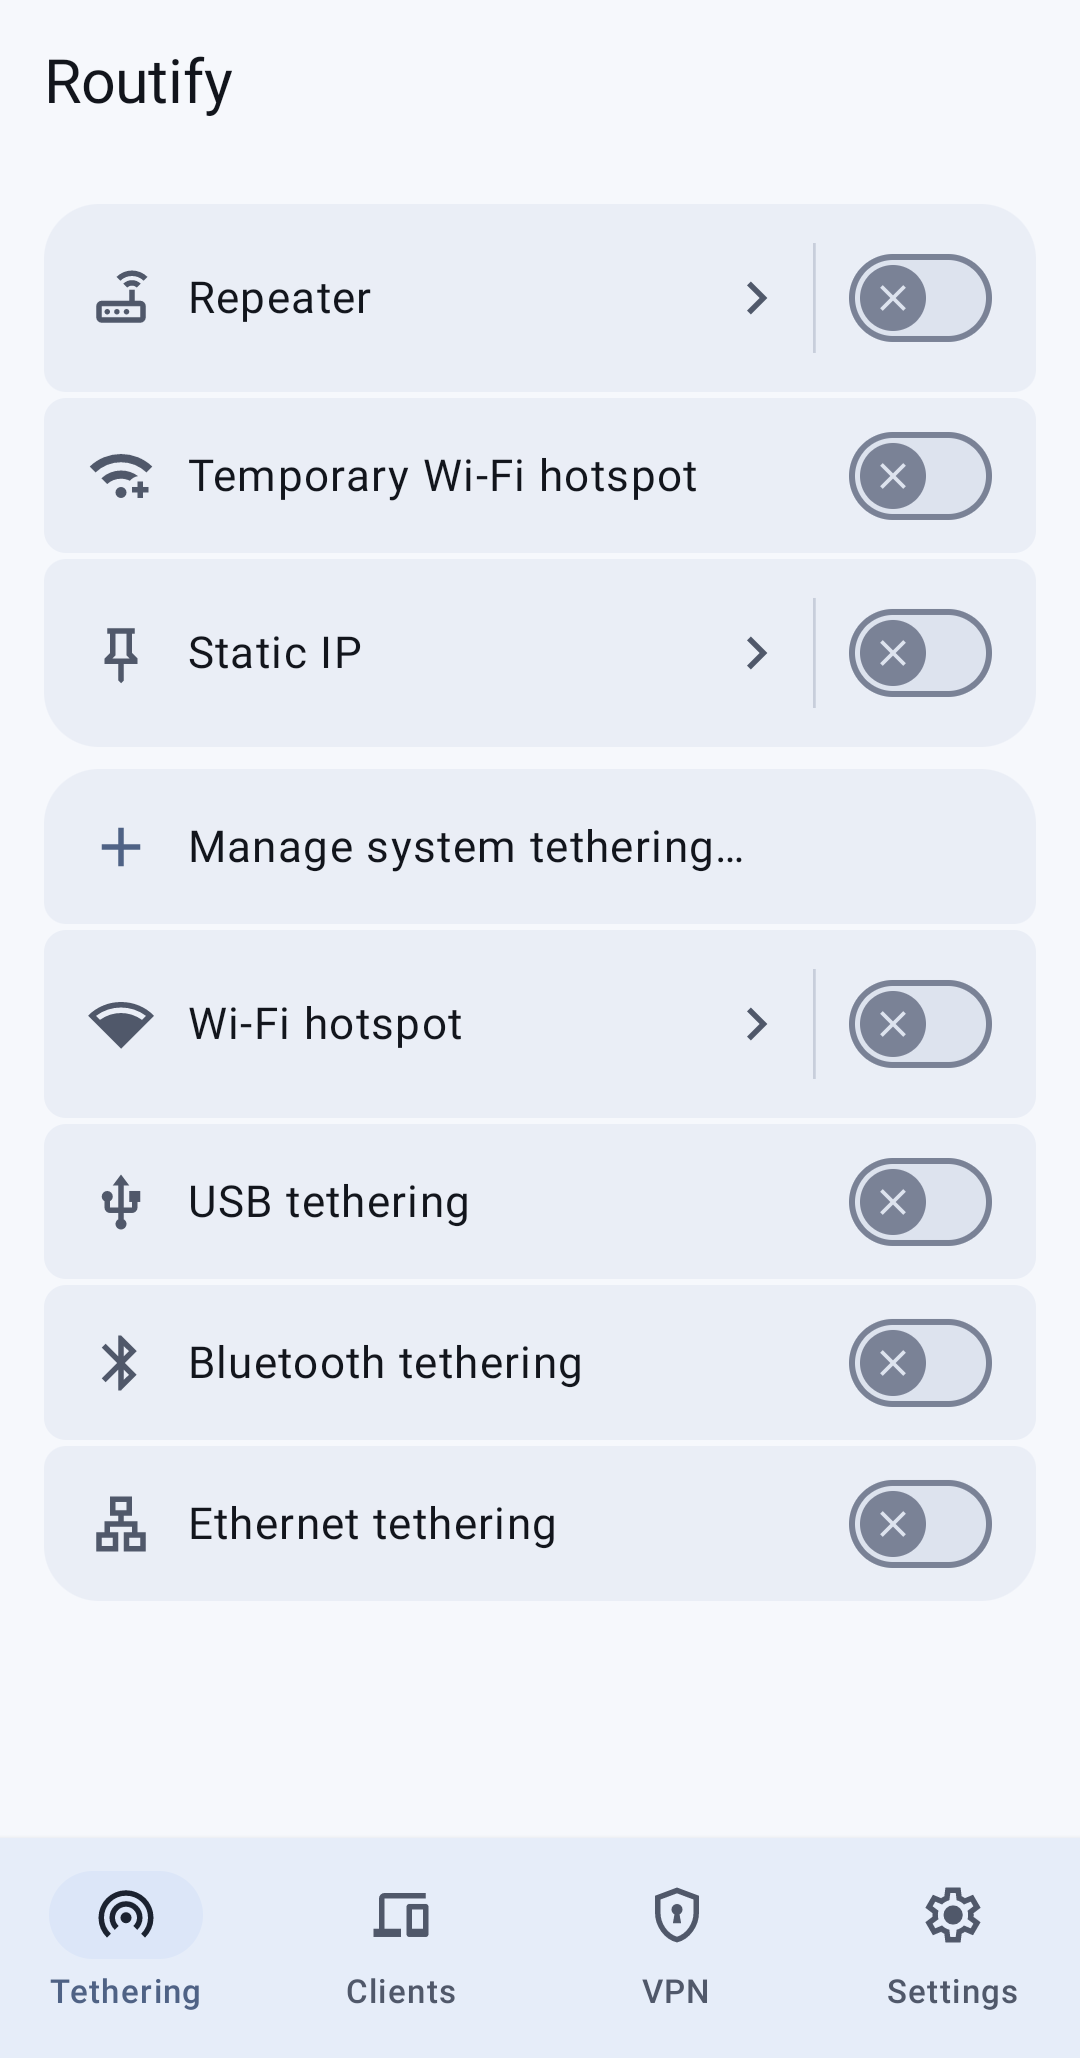 Routify
Repeater
Temporary Wi-Fi hotspot
Static IP
Manage system tethering…
Wi-Fi hotspot
USB tethering
Bluetooth tethering
Ethernet tethering
Tethering
Clients
VPN
Settings